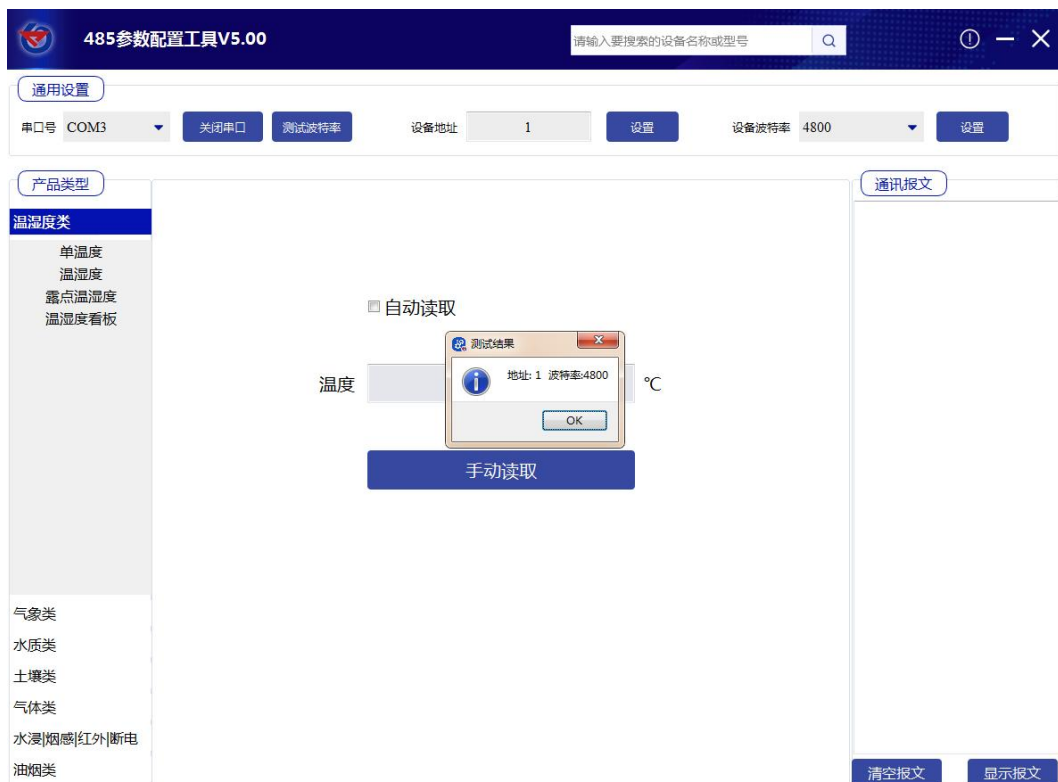 485参数配置工具V5.00
请输入要搜索的设备名称或型号
通用设置
串口号 COM3 关闭串口 测试波特率 设备地址 1 设置 设备波特率 4800 设置
产品类型
通讯报文
温湿度类
单温度
温湿度
露点温湿度
温湿度看板
自动读取
测试结果
地址: 1 波特率:4800
OK
温度 ℃
手动读取
气象类
水质类
土壤类
气体类
水浸|烟感|红外|断电
油烟类
清空报文 显示报文